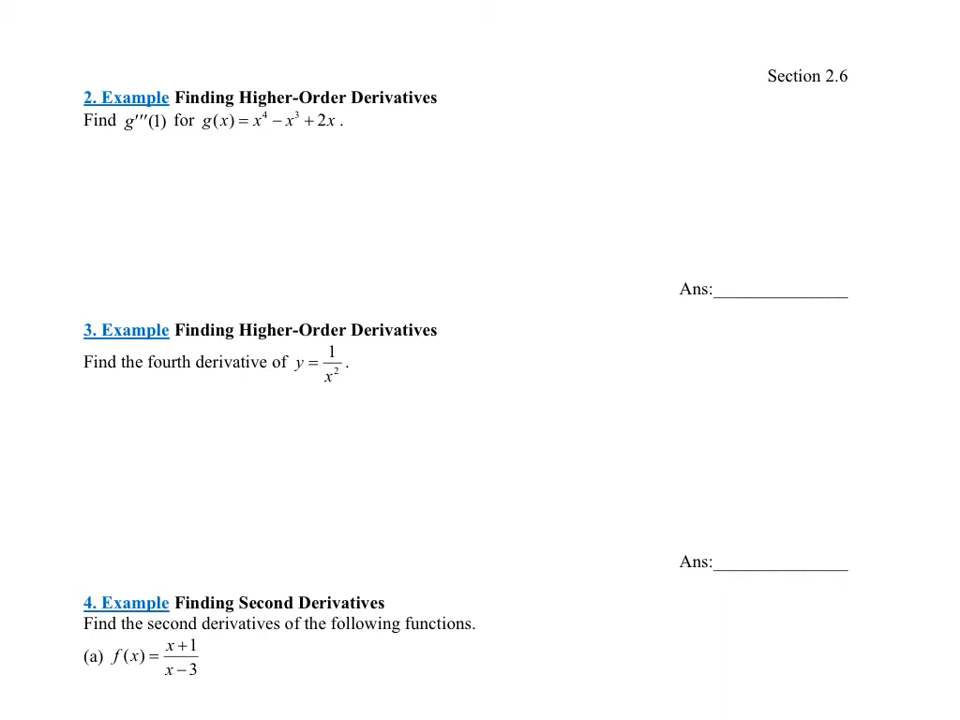 Section 2.6
2. Example Finding Higher-Order Derivatives
Find g′′′(1) for g(x) = x⁴ − x³ + 2x .
Ans:_______________
3. Example Finding Higher-Order Derivatives
Find the fourth derivative of y = 1/x² .
Ans:_______________
4. Example Finding Second Derivatives
Find the second derivatives of the following functions.
(a) f(x) = (x+1)/(x−3)